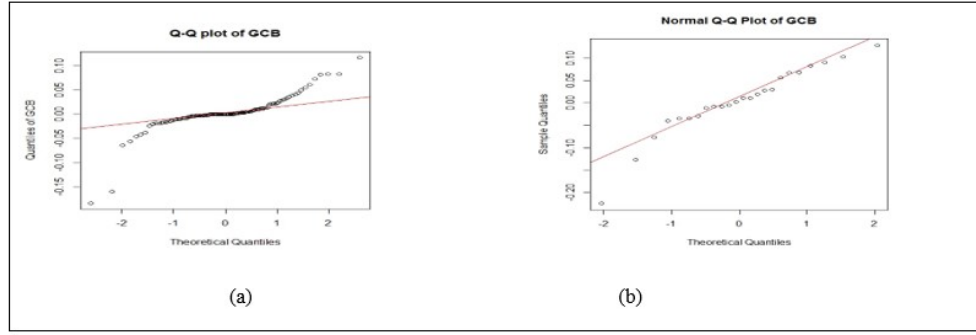 Q-Q plot of GCB
Quantiles of GCB
0.10
0.05
0.00
-0.05
-0.10
-0.15
-2
-1
0
1
2
Theoretical Quantiles
(a)
Normal Q-Q Plot of GCB
Sample Quantiles
0.10
0.00
-0.10
-0.20
-2
-1
0
1
2
Theoretical Quantiles
(b)